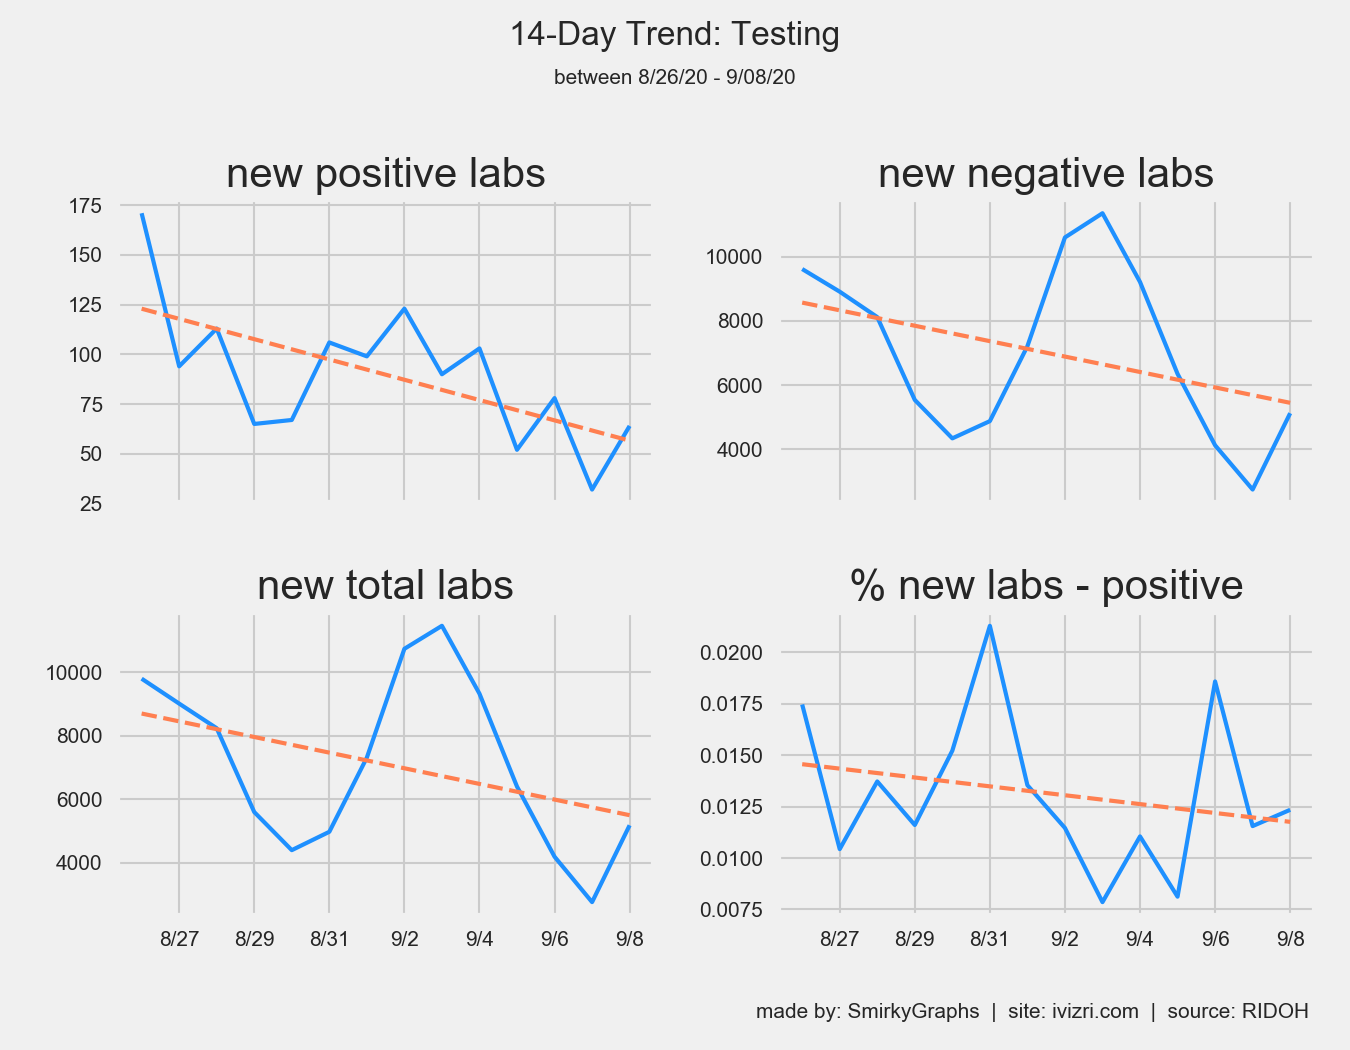 14-Day Trend: Testing
between 8/26/20 - 9/08/20
new positive labs
175
150
125
100
75
50
25
new negative labs
10000
8000
6000
4000
new total labs
10000
8000
6000
4000
8/27 8/29 8/31 9/2 9/4 9/6 9/8
% new labs - positive
0.0200
0.0175
0.0150
0.0125
0.0100
0.0075
8/27 8/29 8/31 9/2 9/4 9/6 9/8
made by: SmirkyGraphs | site: ivizri.com | source: RIDOH